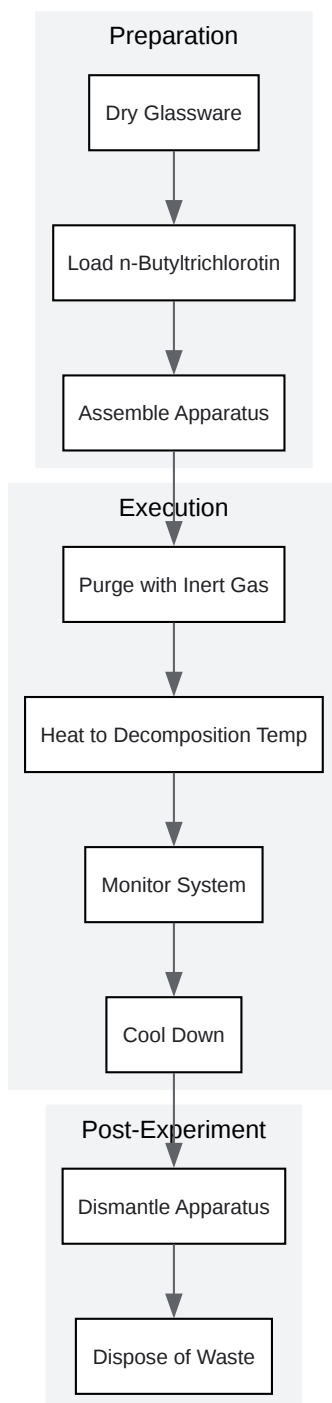 Preparation
Dry Glassware
Load n-Butyltrichlorotin
Assemble Apparatus
Execution
Purge with Inert Gas
Heat to Decomposition Temp
Monitor System
Cool Down
Post-Experiment
Dismantle Apparatus
Dispose of Waste